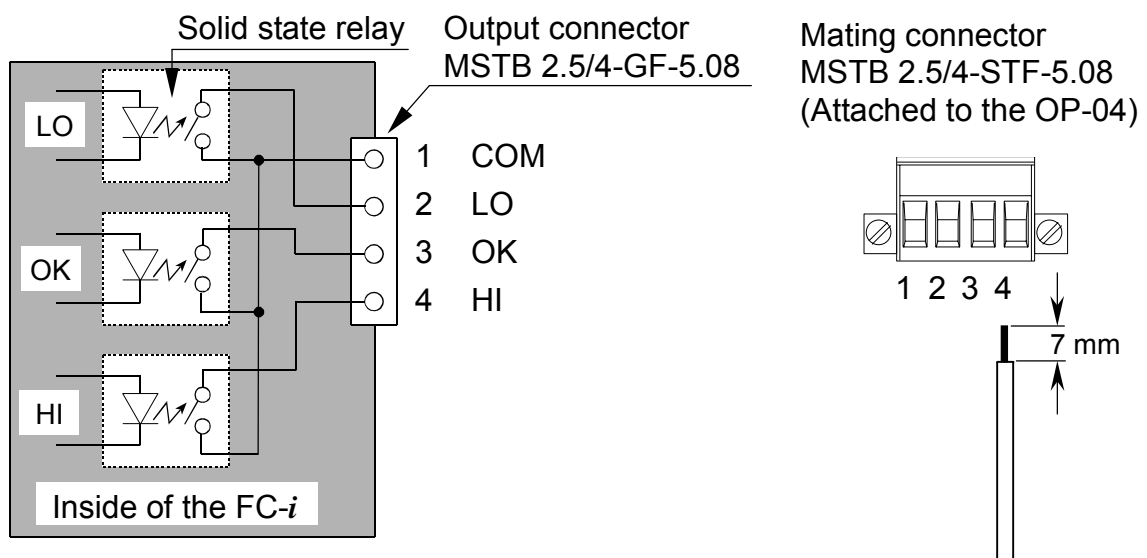 Solid state relay
Output connector
MSTB 2.5/4-GF-5.08
Mating connector
MSTB 2.5/4-STF-5.08
(Attached to the OP-04)
LO
OK
HI
1 COM
2 LO
3 OK
4 HI
1 2 3 4
7 mm
Inside of the FC-i